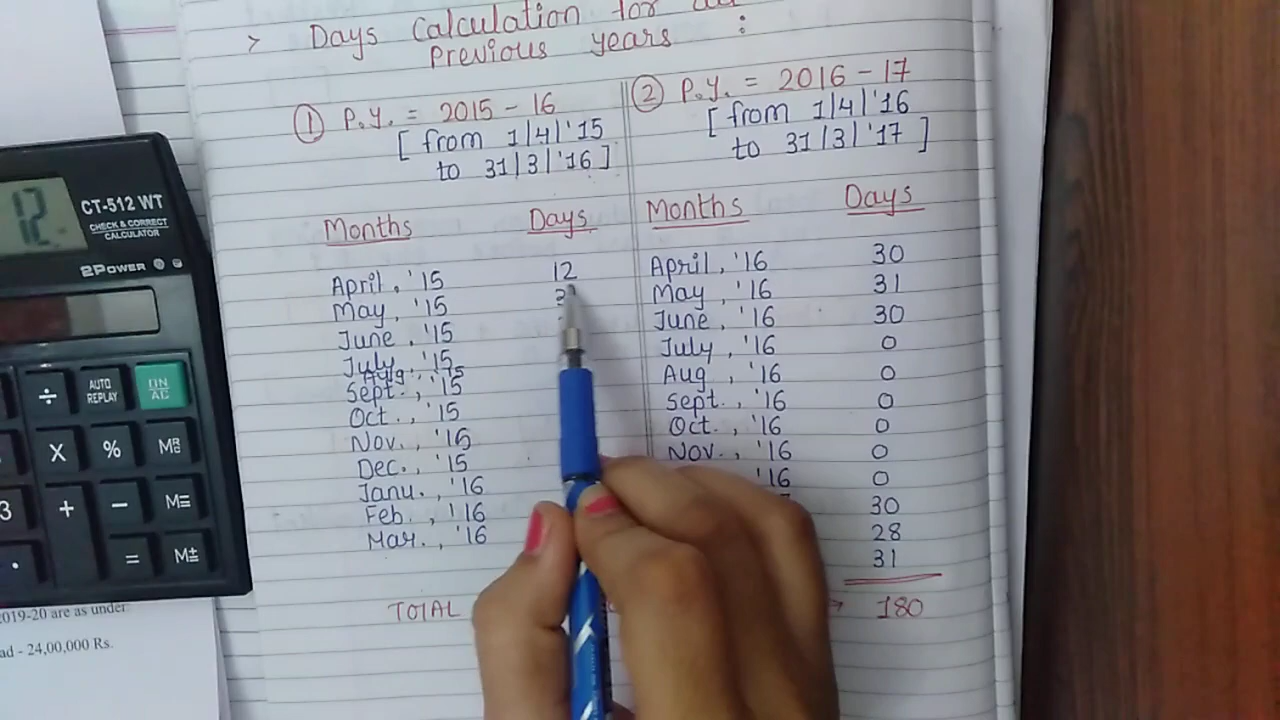 > Days Calculation for all
Previous years :
① P.Y. = 2015 - 16
[ from 1/4/'15
to 31/3/'16 ]
② P.Y. = 2016 - 17
[ from 1/4/'16
to 31/3/'17 ]
Months Days
April, '15 12
May, '15
June, '15
July, '15
Aug., '15
Sept., '15
Oct., '15
Nov., '15
Dec., '15
Janu., '16
Feb., '16
Mar., '16
TOTAL
Months Days
April, '16 30
May, '16 31
June, '16 30
July, '16 0
Aug, '16 0
Sept., '16 0
Oct., '16 0
Nov., '16 0
'16 0
30
28
31
→ 180
12.
CT-512 WT
CHECK & CORRECT
CALCULATOR
2POWER
÷ AUTO REPLAY ON/AC
X % MRC
3 + − M=
. = M±
2019-20 are as under
ad - 24,00,000 Rs.